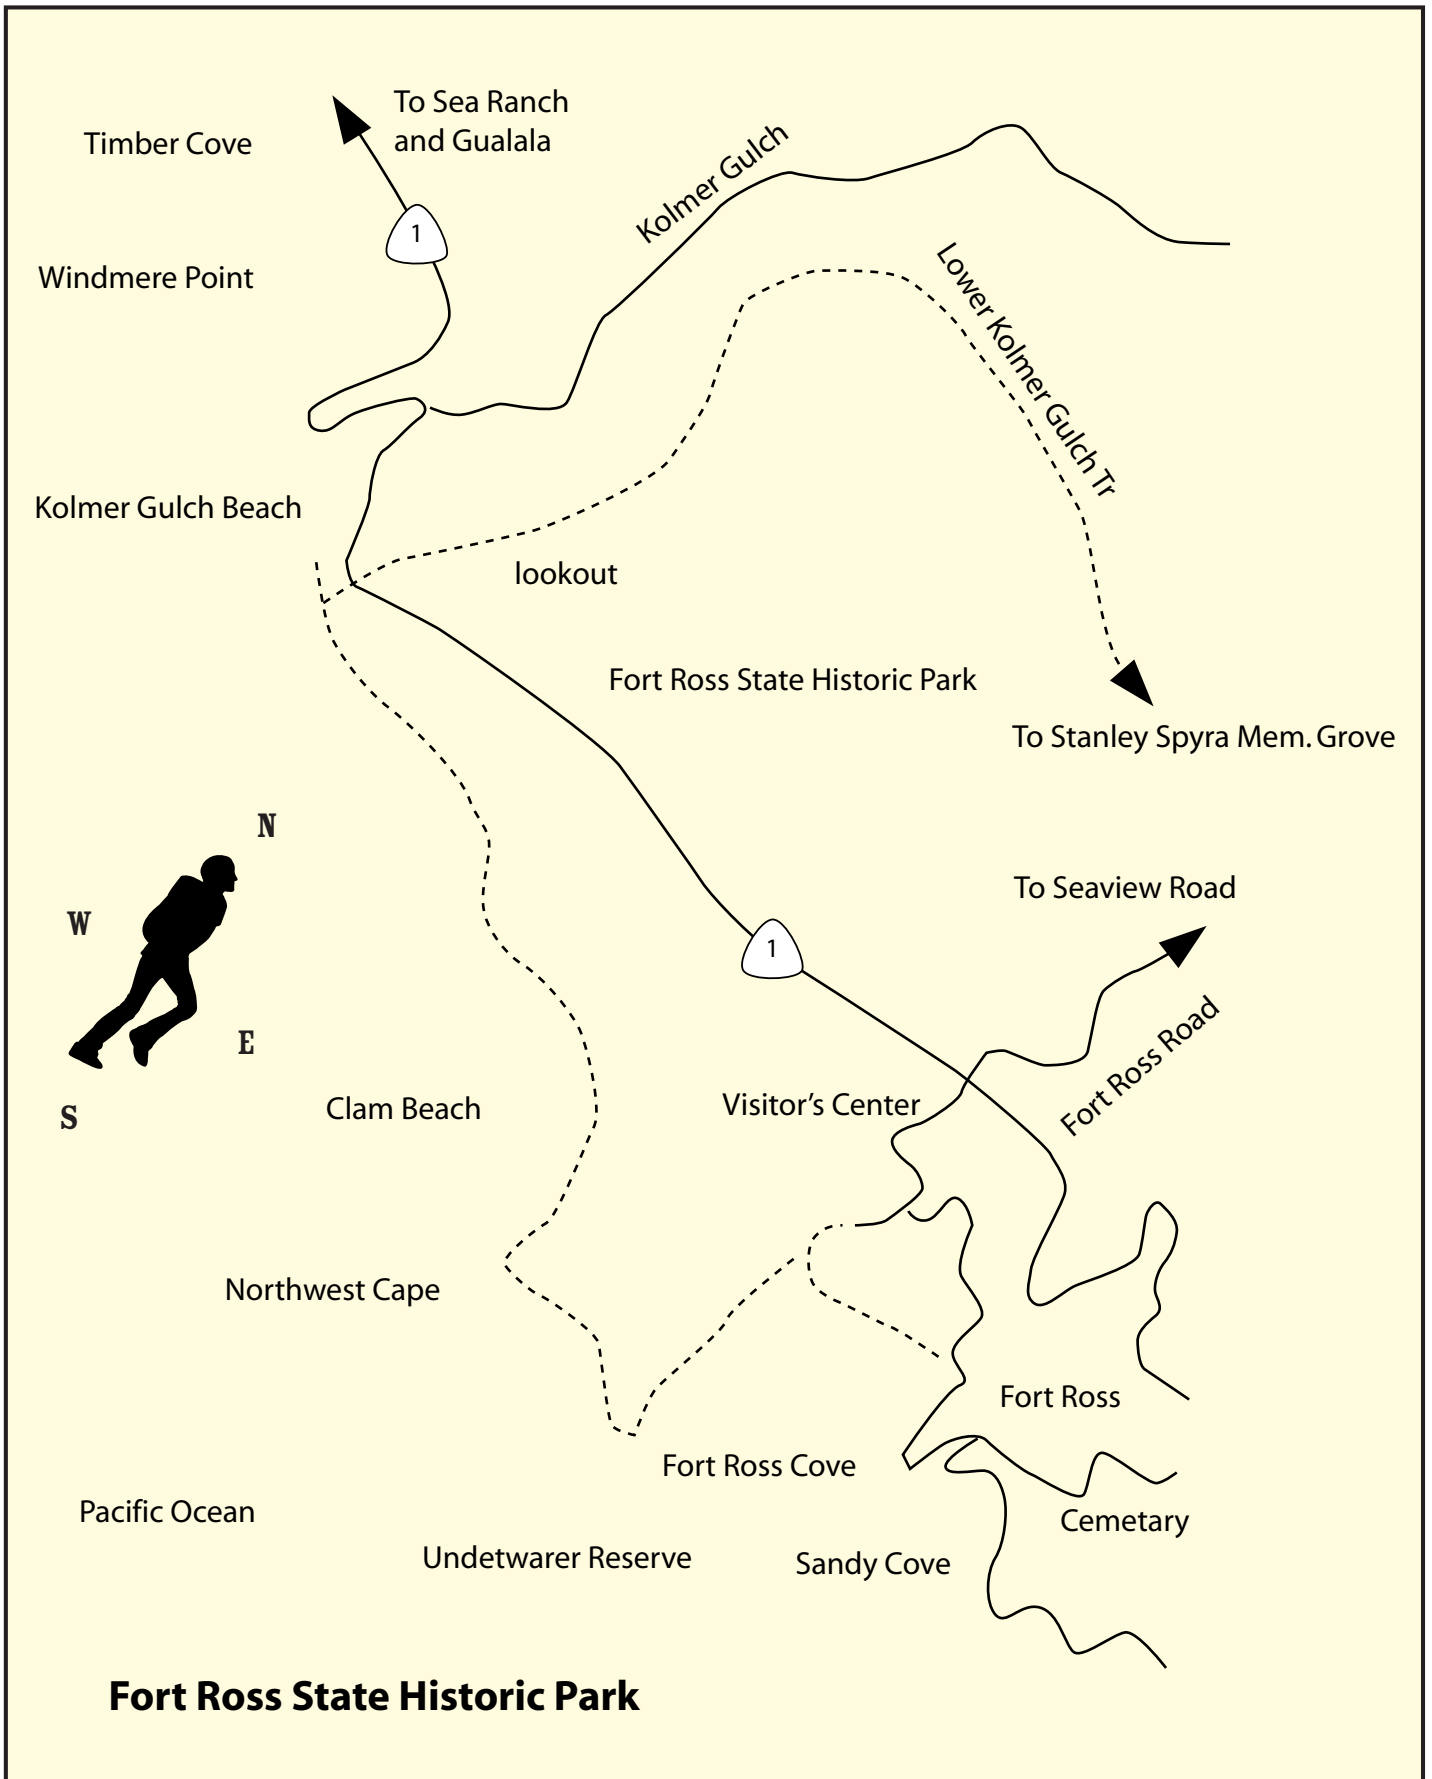 To Sea Ranch
and Gualala
Timber Cove
Kolmer Gulch
1
Windmere Point
Lower Kolmer Gulch Tr
Kolmer Gulch Beach
lookout
Fort Ross State Historic Park
To Stanley Spyra Mem. Grove
N
To Seaview Road
W
1
E
Fort Ross Road
Clam Beach
Visitor’s Center
S
Northwest Cape
Fort Ross
Fort Ross Cove
Pacific Ocean
Cemetary
Undetwarer Reserve
Sandy Cove
Fort Ross State Historic Park